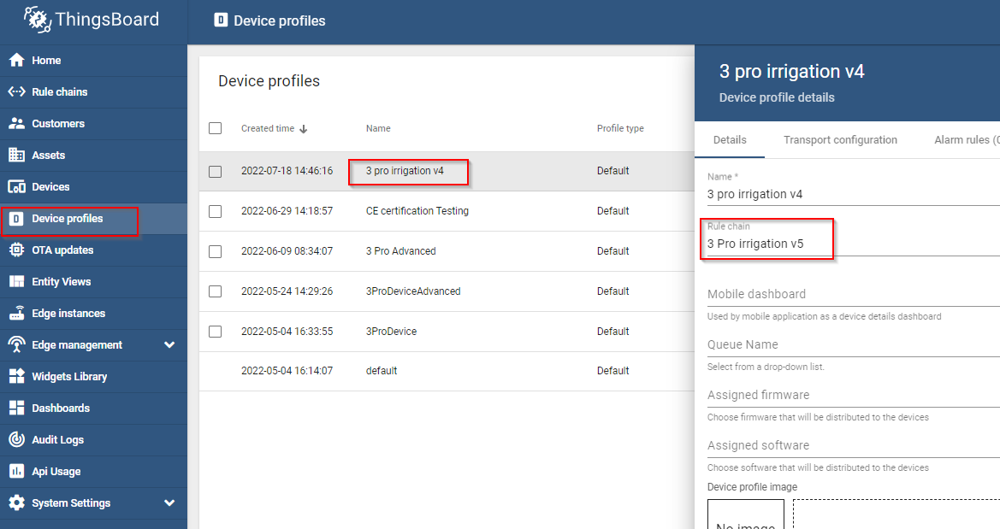 ThingsBoard
Device profiles
Home
Rule chains
Customers
Assets
Devices
Device profiles
OTA updates
Entity Views
Edge instances
Edge management
Widgets Library
Dashboards
Audit Logs
Api Usage
System Settings
Device profiles
Created time Name Profile type
2022-07-18 14:46:16 3 pro irrigation v4 Default
2022-06-29 14:18:57 CE certification Testing Default
2022-06-09 08:34:07 3 Pro Advanced Default
2022-05-24 14:29:26 3ProDeviceAdvanced Default
2022-05-04 16:33:55 3ProDevice Default
2022-05-04 16:14:07 default Default
3 pro irrigation v4
Device profile details
Details Transport configuration Alarm rules (0
Name *
3 pro irrigation v4
Rule chain
3 Pro irrigation v5
Mobile dashboard
Used by mobile application as a device details dashboard
Queue Name
Select from a drop-down list.
Assigned firmware
Choose firmware that will be distributed to the devices
Assigned software
Choose software that will be distributed to the devices
Device profile image
No image